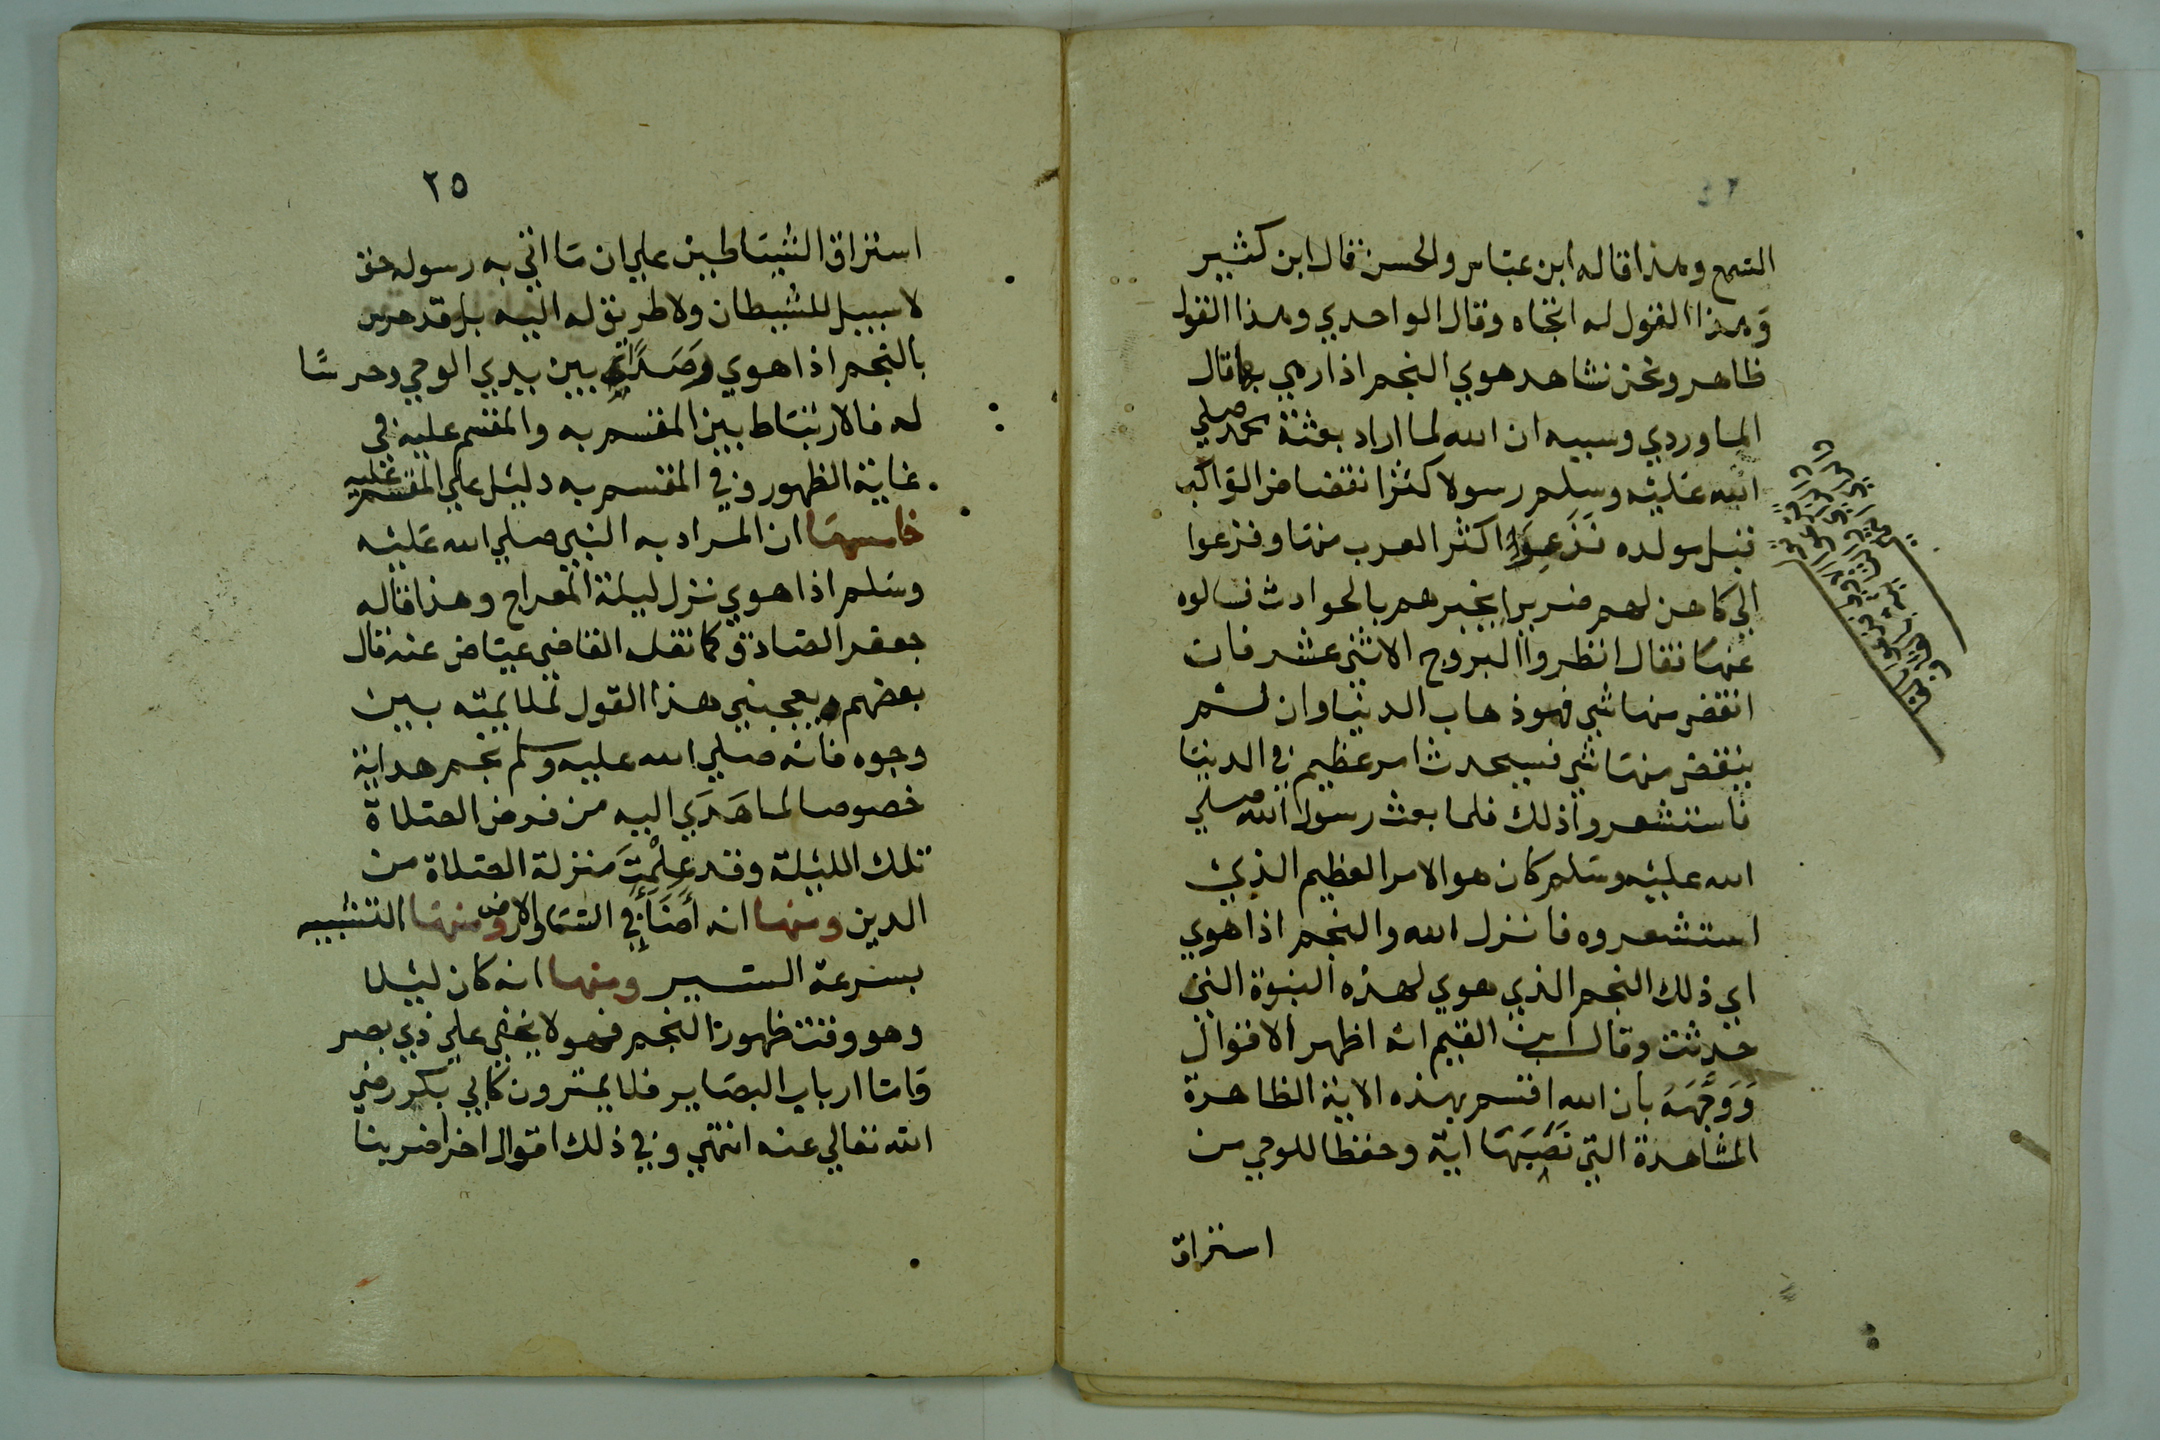 السمع وهذا قاله ابن عباس والحسن قال ابن كثير
وهذا القول له اتجاه وقال الواحدي وهذا القول
ظاهر ونحن نشاهد هوي النجم اذا رمي بها قال
الماوردي وسببه ان الله لما اراد بعثة محمد صلي
الله عليه وسلم رسولا كثر انقضاض الكواكب
قبل مولده فذعر اكثر العرب منها وفزعوا
الي كاهن لهم ضريرا يخبرهم بالحوادث فسالوه
عنها فقال انظروا البروج الاثني عشر فان
انقض منها شي فهو ذهاب الدنيا وان لم
ينقض منها شي فسيحدث امر عظيم في الدنيا
فاستشعروا ذلك فلما بعث رسول الله صلي
الله عليه وسلم كان هو الامر العظيم الذي
استشعروه فانزل الله والنجم اذا هوي
اي ذلك النجم الذي هوي لهذه النبوة التي
حدثت وقال ابن القيم انه اظهر الاقوال
وَوَجَّهَهُ بان الله اقسم بهذه الاية الظاهرة
المشاهدة التي نَصَبَهَا اية وحفظا للوحي من
استراق
٢٥
استراق الشياطين علي ان ما اتي به رسوله حق
لا سبيل للشيطان ولا طريق له اليه بل قد حرس
بالنجم اذا هوي رَصَدًا بين يدي الوحي وحرسًا
له فالارتباط بين المقسم به والمقسم عليه في
غاية الظهور وفي المقسم به دليل علي المقسم عليه
خامسها ان المراد به النبي صلي الله عليه
وسلم اذا هوي نزل ليلة المعراج وهذا قاله
جعفر الصادق كما نقله القاضي عياض عنه قال
بعضهم ويعجبني هذا القول لملايمته بين
وجوه فانه صلي الله عليه وسلم نجم هداية
خصوصا لما هَدَي اليه من فرض الصلاة
تلك الليلة وقد عَلِمْتَ منزلة الصلاة من
الدين ومنها انه أَضَاَء في السماء والارض ومنها التشبيه
بسرعة السير ومنها انه كان ليلا
وهو وقت ظهور النجم فهو لا يخفي علي ذي بصر
واما ارباب البصاير فلا يمترون كابي بكر رضي
الله تعالي عنه انتهي وفي ذلك اقوال اخر اضربنا